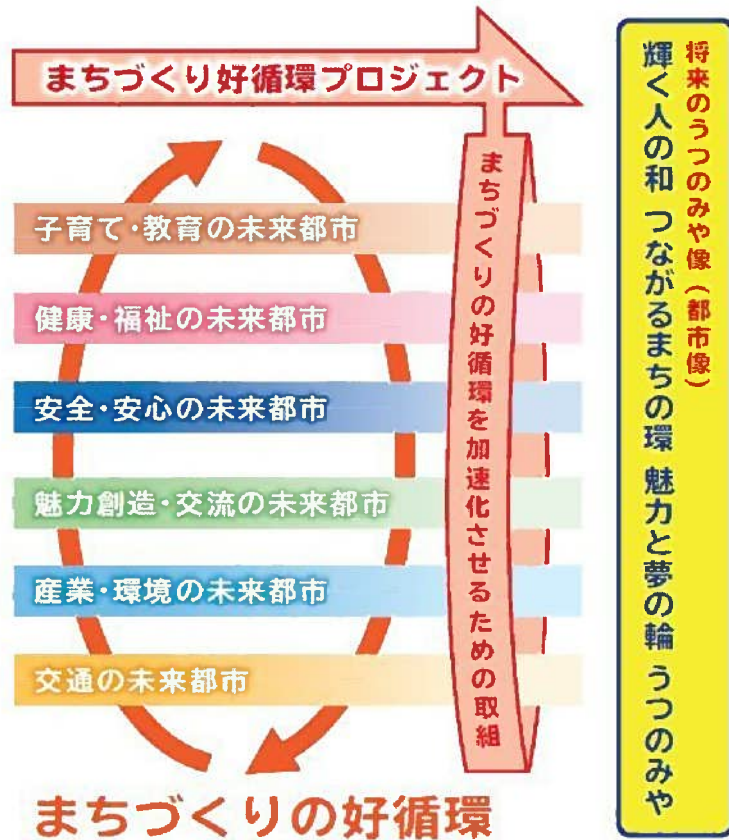 まちづくり好循環プロジェクト
子育て・教育の未来都市
健康・福祉の未来都市
安全・安心の未来都市
魅力創造・交流の未来都市
産業・環境の未来都市
交通の未来都市
まちづくりの好循環を加速化させるための取組
まちづくりの好循環
将来のうつのみや像（都市像）
輝く人の和 つながるまちの環 魅力と夢の輪 うつのみや